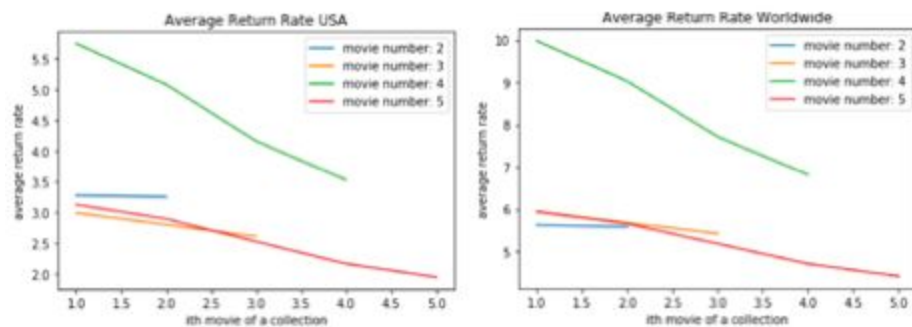 Average Return Rate USA
average return rate
5.5
5.0
4.5
4.0
3.5
3.0
2.5
2.0
movie number: 2
movie number: 3
movie number: 4
movie number: 5
1.0 1.5 2.0 2.5 3.0 3.5 4.0 4.5 5.0
ith movie of a collection
Average Return Rate Worldwide
average return rate
10
9
8
7
6
5
movie number: 2
movie number: 3
movie number: 4
movie number: 5
1.0 1.5 2.0 2.5 3.0 3.5 4.0 4.5 5.0
ith movie of a collection